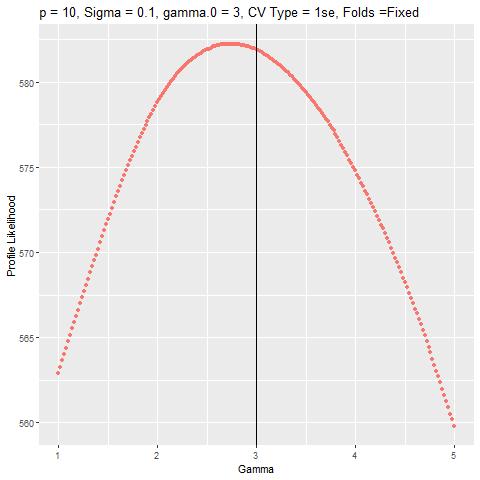 p = 10, Sigma = 0.1, gamma.0 = 3, CV Type = 1se, Folds =Fixed
Profile Likelihood
580
575
570
565
560
1 2 3 4 5
Gamma